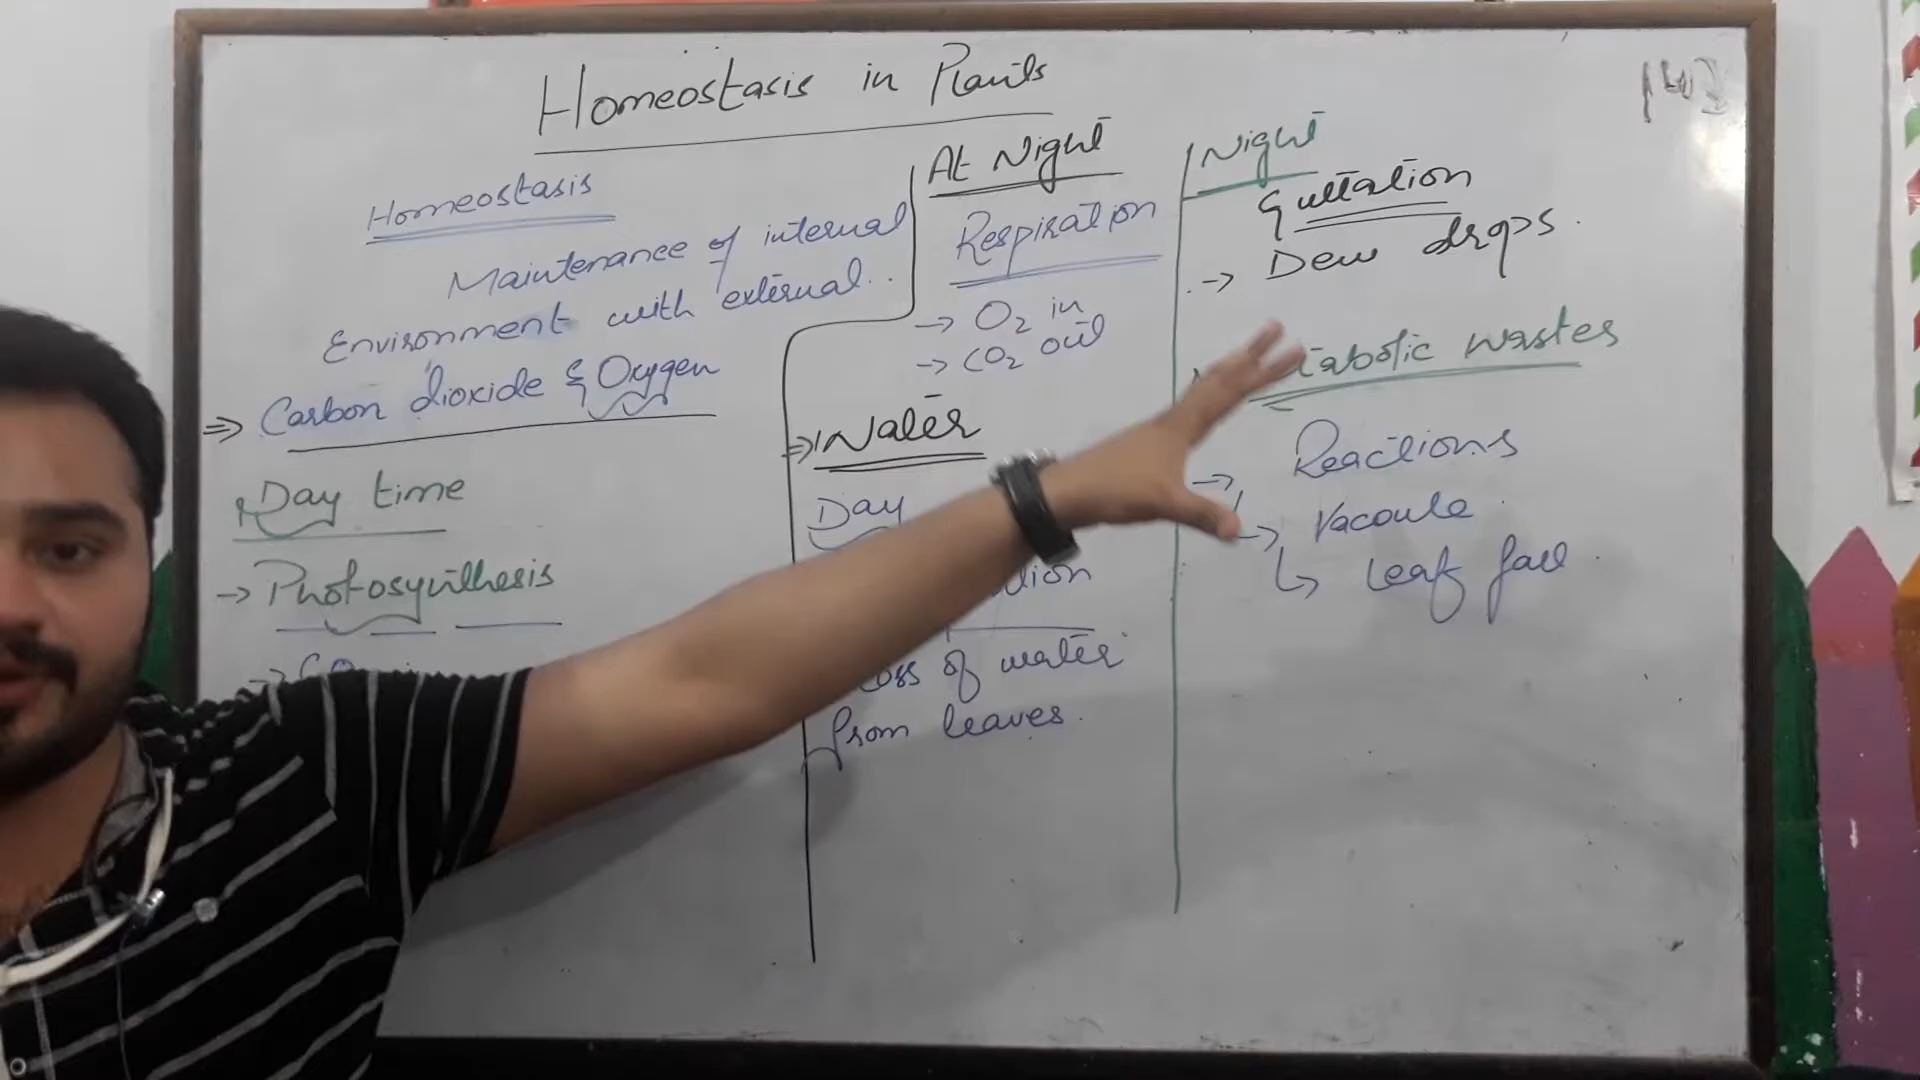 Homeostasis in Plants
Homeostasis
Maintenance of internal
Environment with external..
⇒ Carbon dioxide & Oxygen
Day time
→ Photosynthesis
At Night
Respiration
→ O2 in
→ CO2 out
⇒ Water
Day
Loss of water
from leaves.
Night
Guttation
→ Dew drops.
wastes
→ Reactions
→ Vacoule
↳ Leaf fall